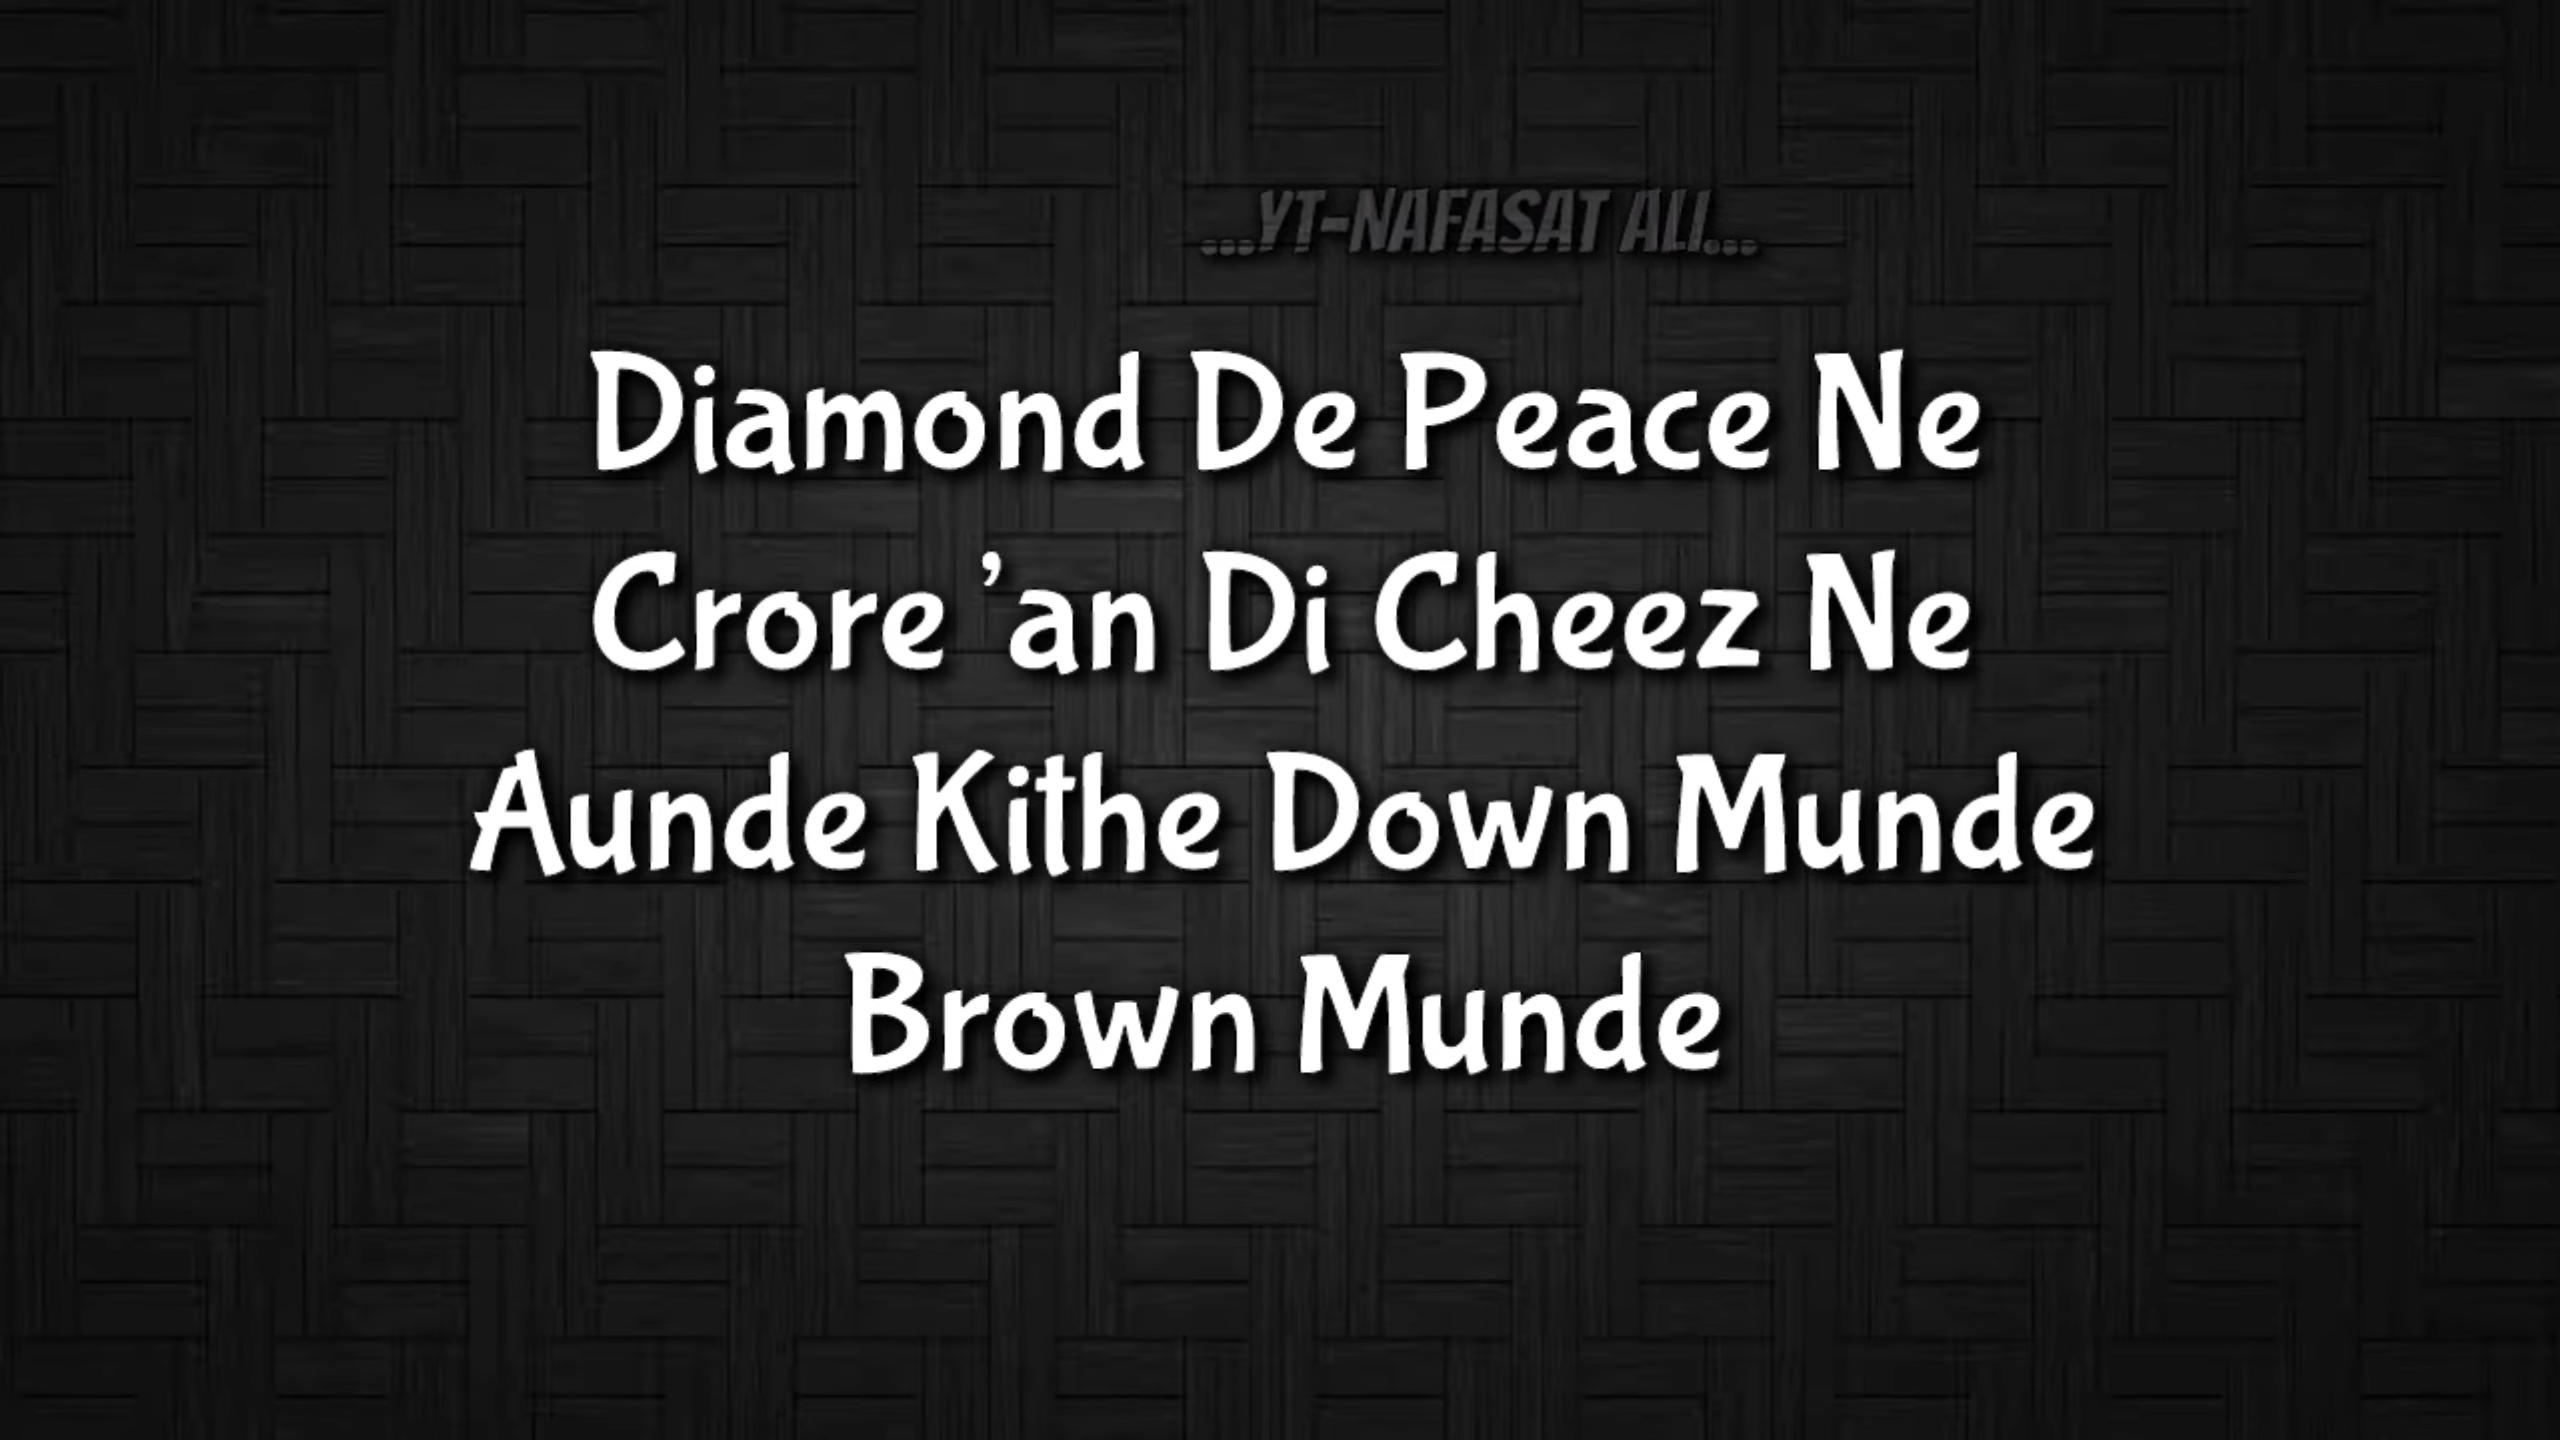 ...YT-NAFASAT ALI...
Diamond De Peace Ne
Crore 'an Di Cheez Ne
Aunde Kithe Down Munde
Brown Munde